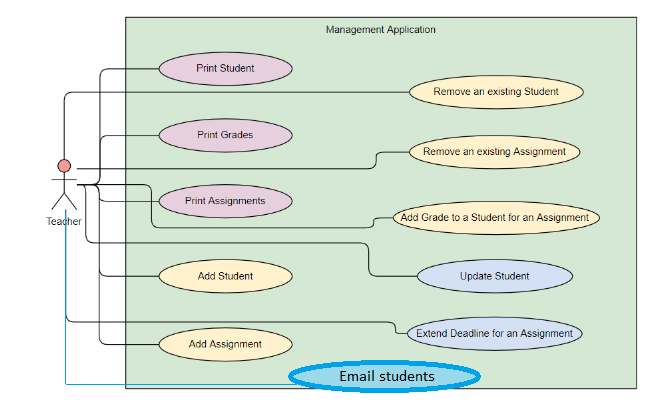 Management Application
Print Student
Remove an existing Student
Print Grades
Remove an existing Assignment
Print Assignments
Teacher
Add Grade to a Student for an Assignment
Add Student
Update Student
Extend Deadline for an Assignment
Add Assignment
Email students